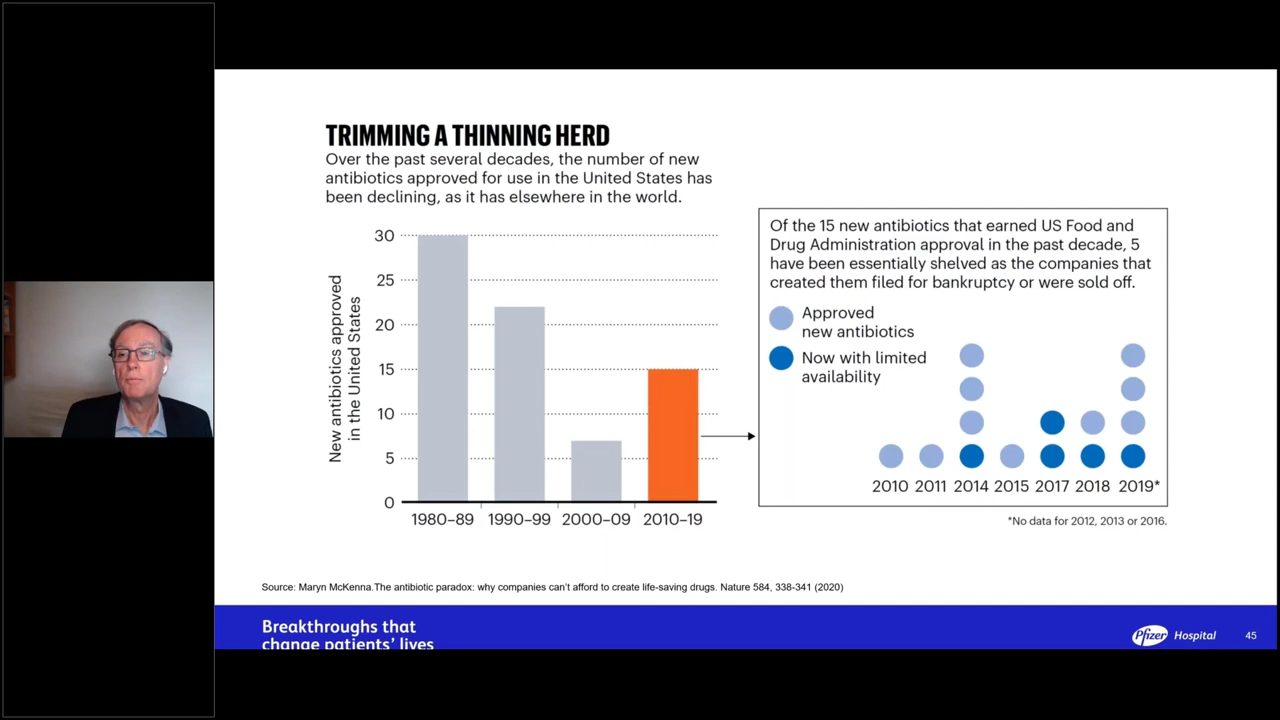 TRIMMING A THINNING HERD
Over the past several decades, the number of new
antibiotics approved for use in the United States has
been declining, as it has elsewhere in the world.
New antibiotics approved
in the United States
30
25
20
15
10
5
0
1980–89 1990–99 2000–09 2010–19
Of the 15 new antibiotics that earned US Food and
Drug Administration approval in the past decade, 5
have been essentially shelved as the companies that
created them filed for bankruptcy or were sold off.
Approved
new antibiotics
Now with limited
availability
2010 2011 2014 2015 2017 2018 2019*
*No data for 2012, 2013 or 2016.
Source: Maryn McKenna.The antibiotic paradox: why companies can't afford to create life-saving drugs. Nature 584, 338-341 (2020)
Breakthroughs that
change patients' lives
Pfizer Hospital 45